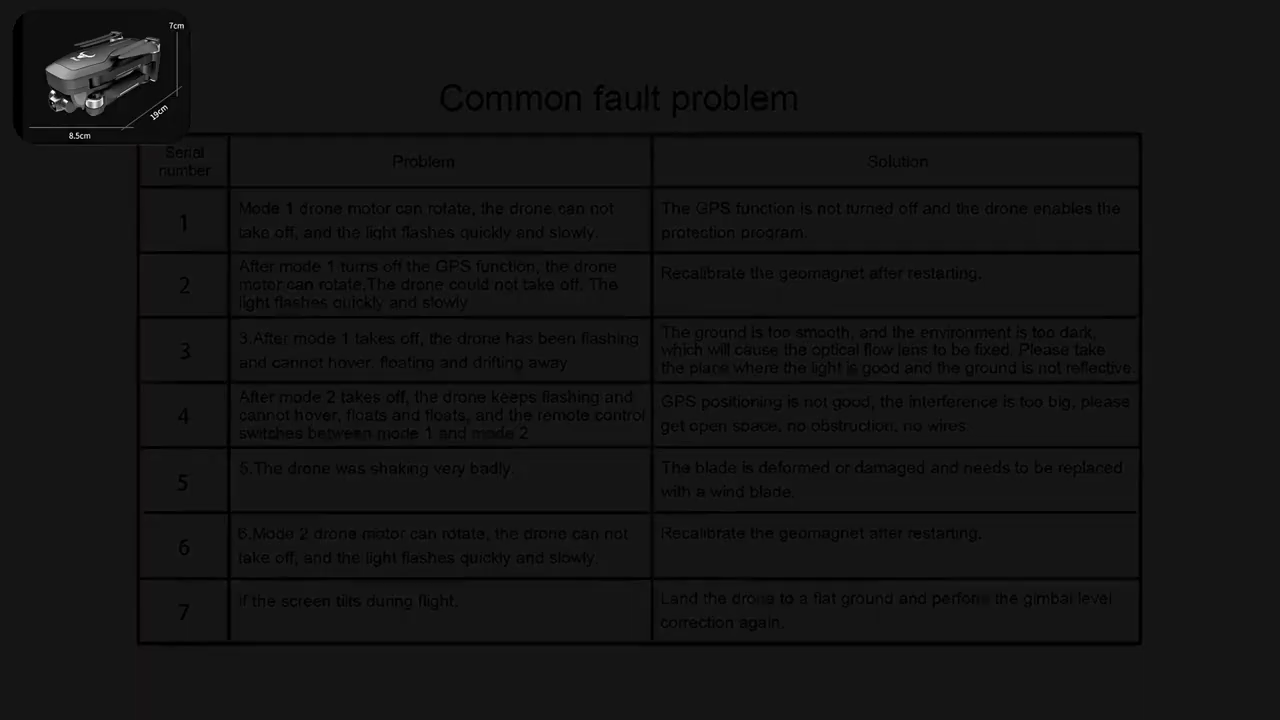 7cm
19cm
8.5cm
Common fault problem
Serial number
Problem
Solution
1
Mode 1 drone motor can rotate, the drone can not
take off, and the light flashes quickly and slowly.
The GPS function is not turned off and the drone enables the
protection program.
2
After mode 1 turns off the GPS function, the drone
motor can rotate,The drone could not take off. The
light flashes quickly and slowly
Recalibrate the geomagnet after restarting.
3
3.After mode 1 takes off, the drone has been flashing
and cannot hover. floating and drifting away
The ground is too smooth, and the environment is too dark,
which will cause the optical flow lens to be fixed. Please take
the place where the light is good and the ground is not reflective.
4
After mode 2 takes off, the drone keeps flashing and
cannot hover, floats and floats, and the remote control
switches between mode 1 and mode 2
GPS positioning is not good, the interference is too big, please
get open space, no obstruction, no wires
5
5.The drone was shaking very badly.
The blade is deformed or damaged and needs to be replaced
with a wind blade.
6
6.Mode 2 drone motor can rotate, the drone can not
take off, and the light flashes quickly and slowly.
Recalibrate the geomagnet after restarting.
7
if the screen tilts during flight.
Land the drone to a flat ground and perform the gimbal level
correction again.